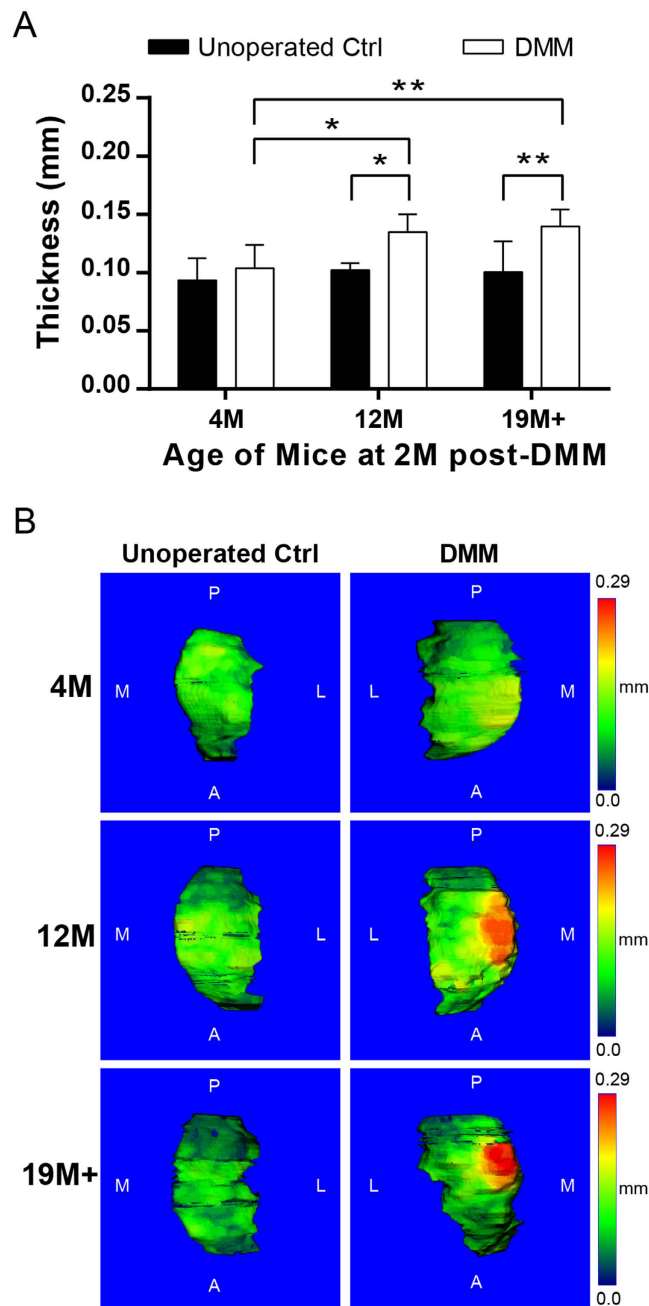 A
Unoperated Ctrl DMM
**
*
* **
0.25
0.20
0.15
0.10
0.05
0.00
Thickness (mm)
4M 12M 19M+
Age of Mice at 2M post-DMM
B
Unoperated Ctrl DMM
4M
P
M L
A
P
L M
A
0.29
mm
0.0
12M
P
M L
A
P
L M
A
0.29
mm
0.0
19M+
P
M L
A
P
L M
A
0.29
mm
0.0